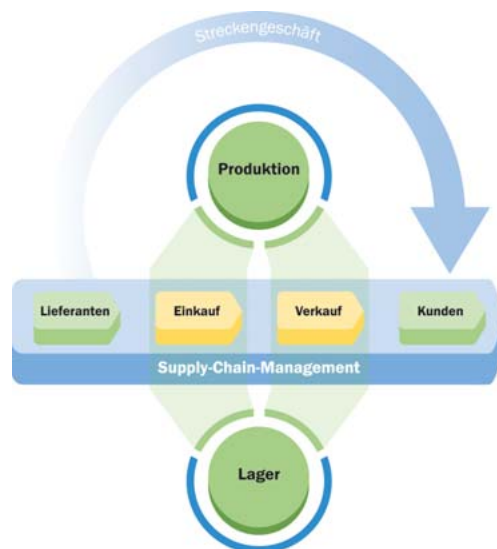 Streckengeschäft
Produktion
Lieferanten
Einkauf
Verkauf
Kunden
Supply-Chain-Management
Lager